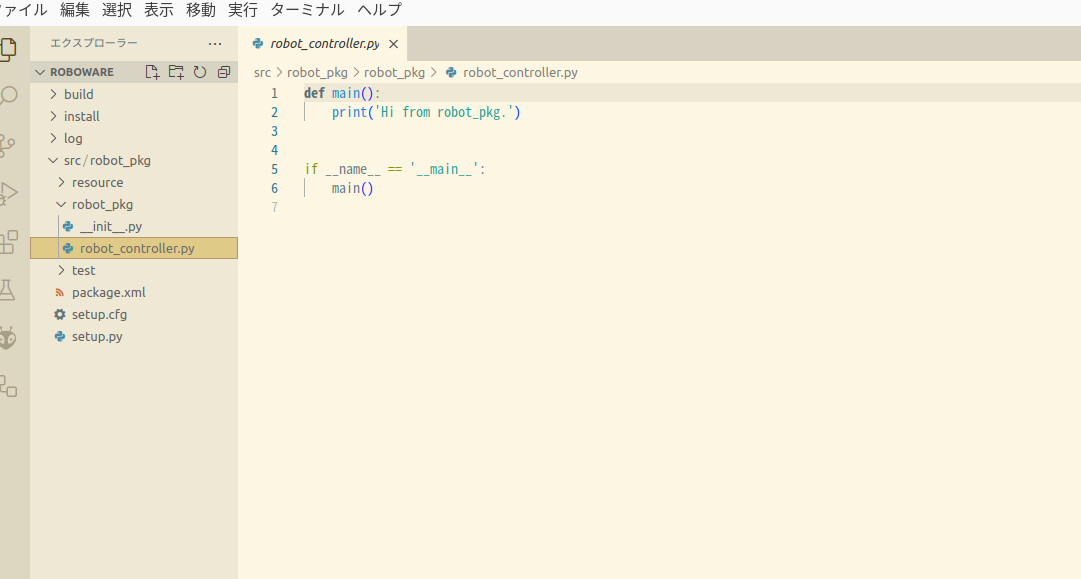 ァイル 編集 選択 表示 移動 実行 ターミナル ヘルプ
エクスプローラー ...
ROBOWARE
build
install
log
src/robot_pkg
resource
robot_pkg
__init__.py
robot_controller.py
test
package.xml
setup.cfg
setup.py
robot_controller.py
src > robot_pkg > robot_pkg > robot_controller.py
1 def main():
2     print('Hi from robot_pkg.')
3
4
5 if __name__ == '__main__':
6     main()
7